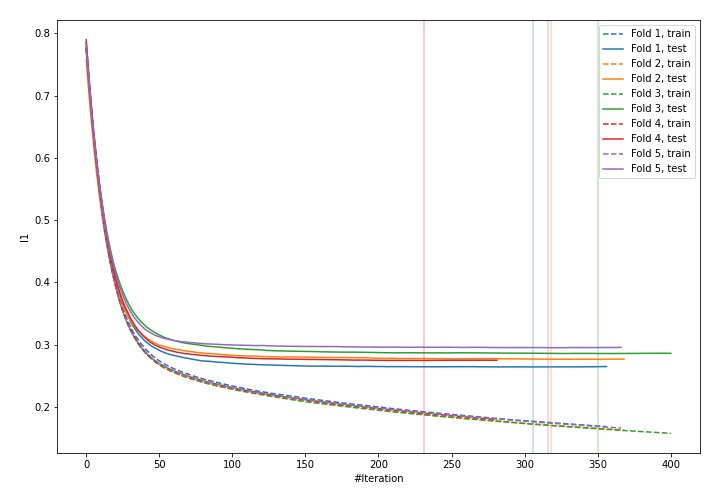 0.8
0.7
0.6
0.5
0.4
0.3
0.2
l1
0
50
100
150
200
250
300
350
400
#Iteration
Fold 1, train
Fold 1, test
Fold 2, train
Fold 2, test
Fold 3, train
Fold 3, test
Fold 4, train
Fold 4, test
Fold 5, train
Fold 5, test